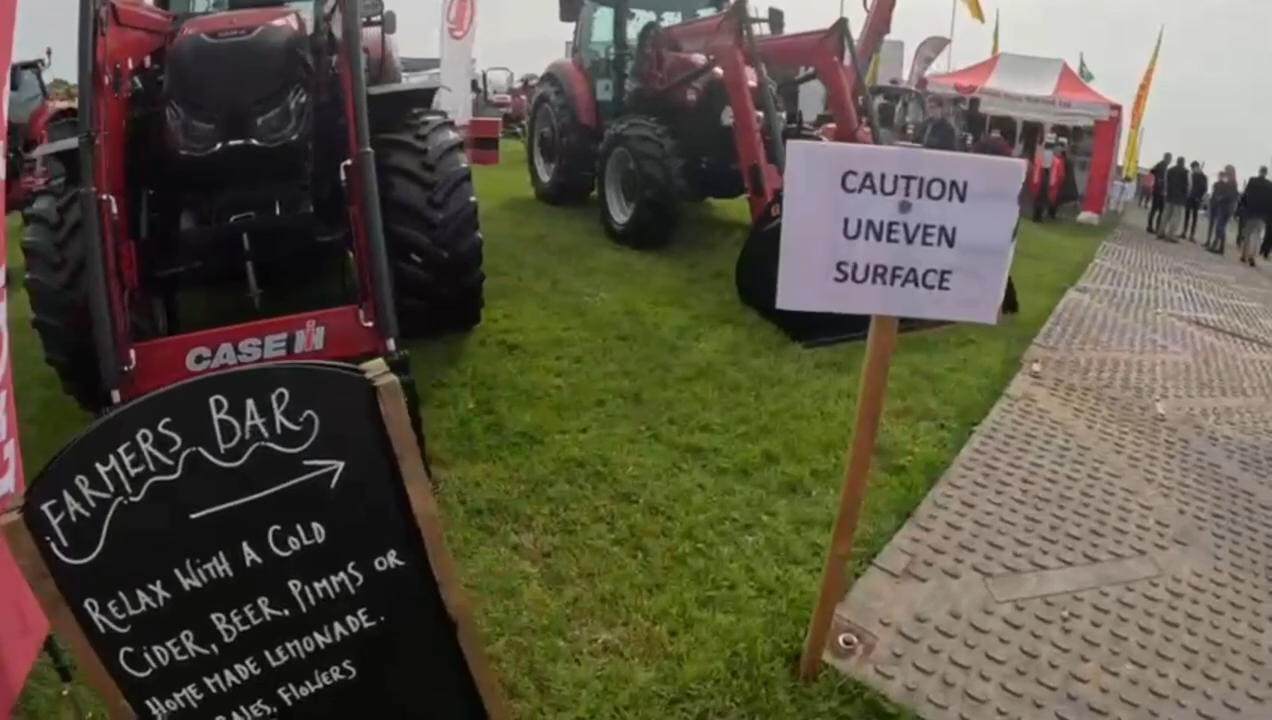 CASE IH
CAUTION
UNEVEN
SURFACE
FARMERS BAR
RELAX WITH A COLD
CIDER, BEER, PIMMS OR
HOME MADE LEMONADE.
FLOWERS